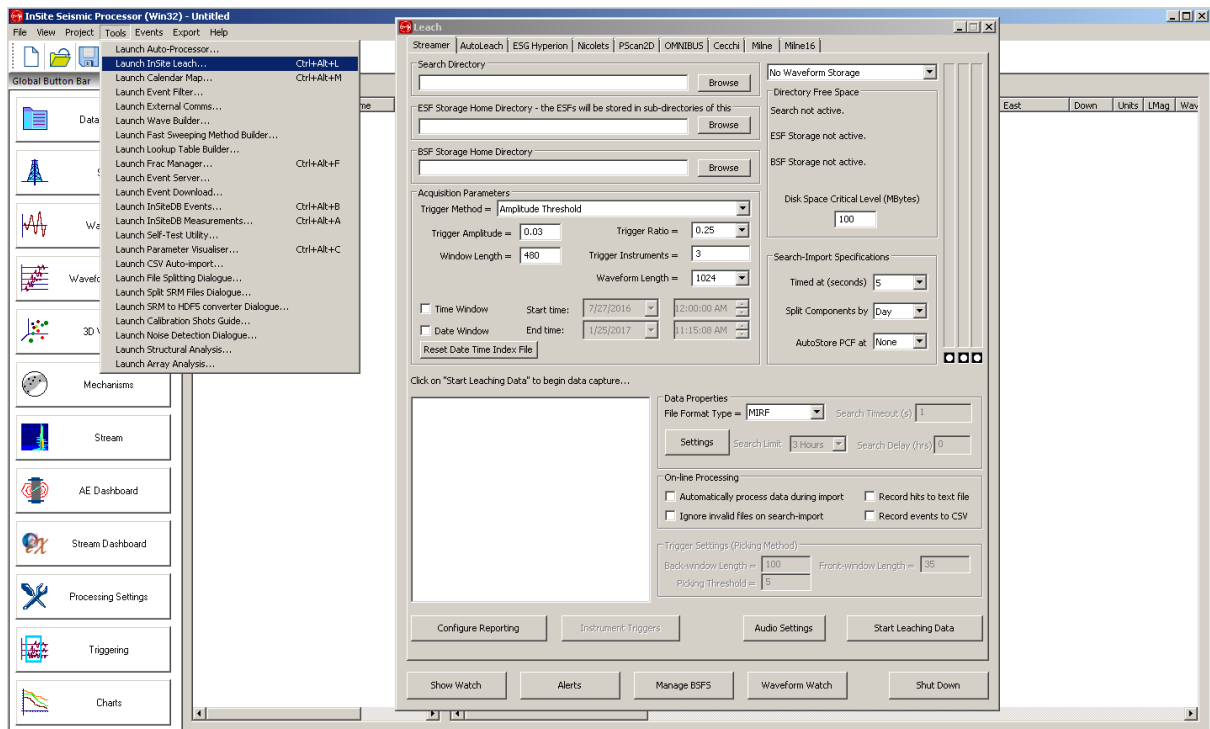 InSite Seismic Processor (Win32) - Untitled
File View Project Tools Events Export Help
Global Button Bar
Launch Auto-Processor...
Launch InSite Leach... Ctrl+Alt+L
Launch Calendar Map... Ctrl+Alt+M
Launch Event Filter...
Launch External Comms...
Launch Wave Builder...
Launch Fast Sweeping Method Builder...
Launch Lookup Table Builder...
Launch Frac Manager... Ctrl+Alt+F
Launch Event Server...
Launch Event Download...
Launch InSiteDB Events... Ctrl+Alt+B
Launch InSiteDB Measurements... Ctrl+Alt+A
Launch Self-Test Utility...
Launch Parameter Visualiser... Ctrl+Alt+C
Launch CSV Auto-import...
Launch File Splitting Dialogue...
Launch Split SRM Files Dialogue...
Launch SRM to HDF5 converter Dialogue...
Launch Calibration Shots Guide...
Launch Noise Detection Dialogue...
Launch Structural Analysis...
Launch Array Analysis...
Data
Mechanisms
Stream
AE Dashboard
Stream Dashboard
Processing Settings
Triggering
Charts
me
East Down Units LMag Wav
Leach
Streamer AutoLeach ESG Hyperion Nicolets PScan2D OMNIBUS Cecchi Milne Milne16
Search Directory
Browse
ESF Storage Home Directory - the ESFs will be stored in sub-directories of this
Browse
BSF Storage Home Directory
Browse
No Waveform Storage
Directory Free Space
Search not active.
ESF Storage not active.
BSF Storage not active.
Disk Space Critical Level (MBytes)
100
Acquisition Parameters
Trigger Method = Amplitude Threshold
Trigger Amplitude = 0.03 Trigger Ratio = 0.25
Window Length = 480 Trigger Instruments = 3
Waveform Length = 1024
Time Window Start time: 7/27/2016 12:00:00 AM
Date Window End time: 1/25/2017 11:15:08 AM
Reset Date Time Index File
Search-Import Specifications
Timed at (seconds) 5
Split Components by Day
AutoStore PCF at None
Click on "Start Leaching Data" to begin data capture...
Data Properties
File Format Type = MIRF Search Timeout (s) 1
Settings Search Limit 3 Hours Search Delay (hrs) 0
On-line Processing
Automatically process data during import Record hits to text file
Ignore invalid files on search-import Record events to CSV
Trigger Settings (Picking Method)
Back-window Length = 100 Front-window Length = 35
Picking Threshold = 5
Configure Reporting Instrument Triggers Audio Settings Start Leaching Data
Show Watch Alerts Manage BSFS Waveform Watch Shut Down